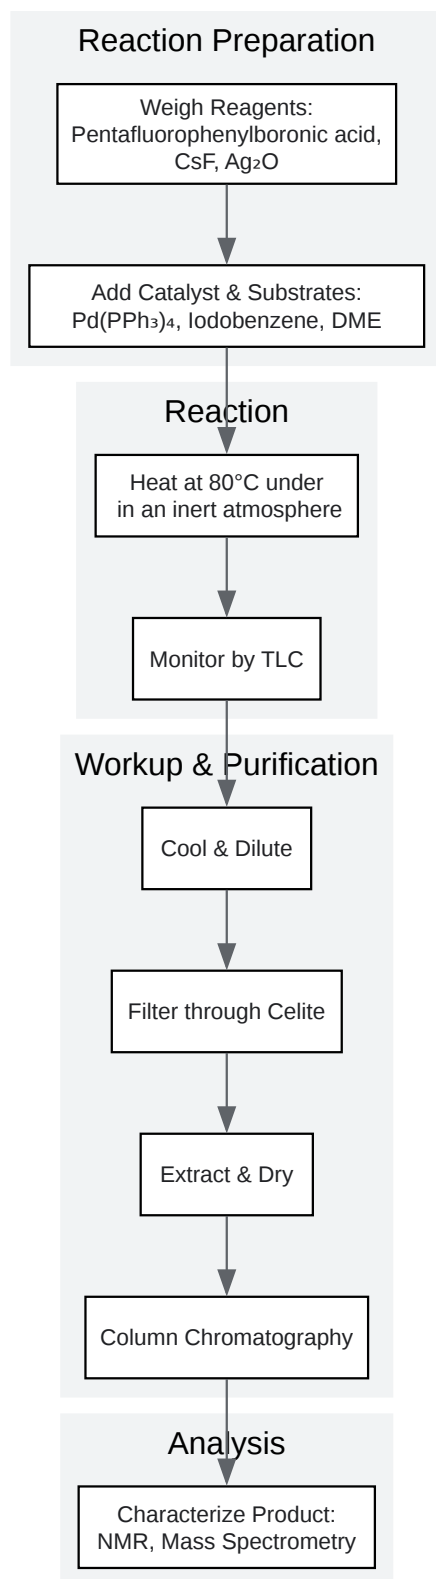 Reaction Preparation
Weigh Reagents:
Pentafluorophenylboronic acid,
CsF, Ag₂O
Add Catalyst & Substrates:
Pd(PPh₃)₄, Iodobenzene, DME
Reaction
Heat at 80°C under
in an inert atmosphere
Monitor by TLC
Workup & Purification
Cool & Dilute
Filter through Celite
Extract & Dry
Column Chromatography
Analysis
Characterize Product:
NMR, Mass Spectrometry